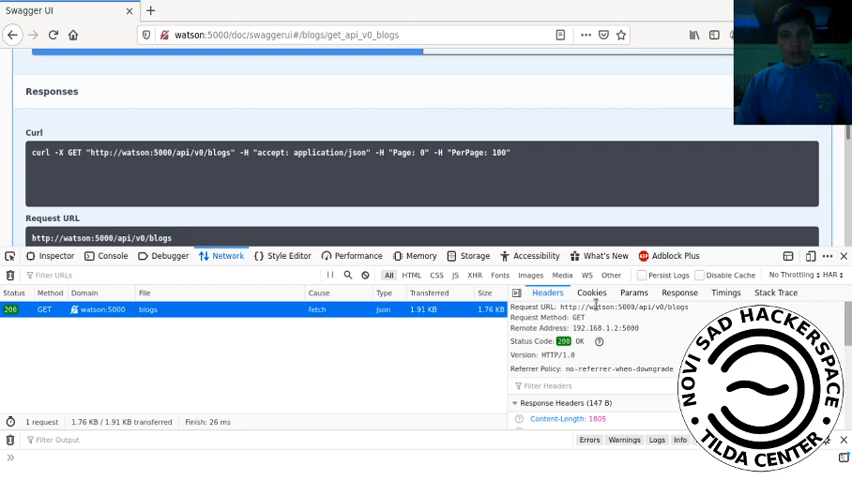 Swagger UI
watson:5000/doc/swaggerui#/blogs/get_api_v0_blogs
Responses
Curl
curl -X GET "http://watson:5000/api/v0/blogs" -H "accept: application/json" -H "Page: 0" -H "PerPage: 100"
Request URL
http://watson:5000/api/v0/blogs
Inspector Console Network Style Editor Performance Memory Storage Accessibility What's New Adblock Plus
Filter URLs All HTML CSS JS XHR Fonts Images Media WS Other Persist Logs Disable Cache No Throttling HAR
Status Method Domain File Cause Type Transferred Size Headers Cookies Params Response Timings Stack Trace
200 GET watson:5000 blogs fetch json 1.91 KB 1.76 KB
Request URL: http://watson:5000/api/v0/blogs
Request Method: GET
Remote Address: 192.168.1.2:5000
Status Code: 200 OK
Version: HTTP/1.0
Referrer Policy: no-referrer-when-downgrade
Filter Headers
Response Headers (147 B)
Content-Length: 1805
1 request 1.76 KB / 1.91 KB transferred Finish: 26 ms
Filter Output Errors Warnings Logs Info
NOVI SAD HACKERSPACE
TILDA CENTER